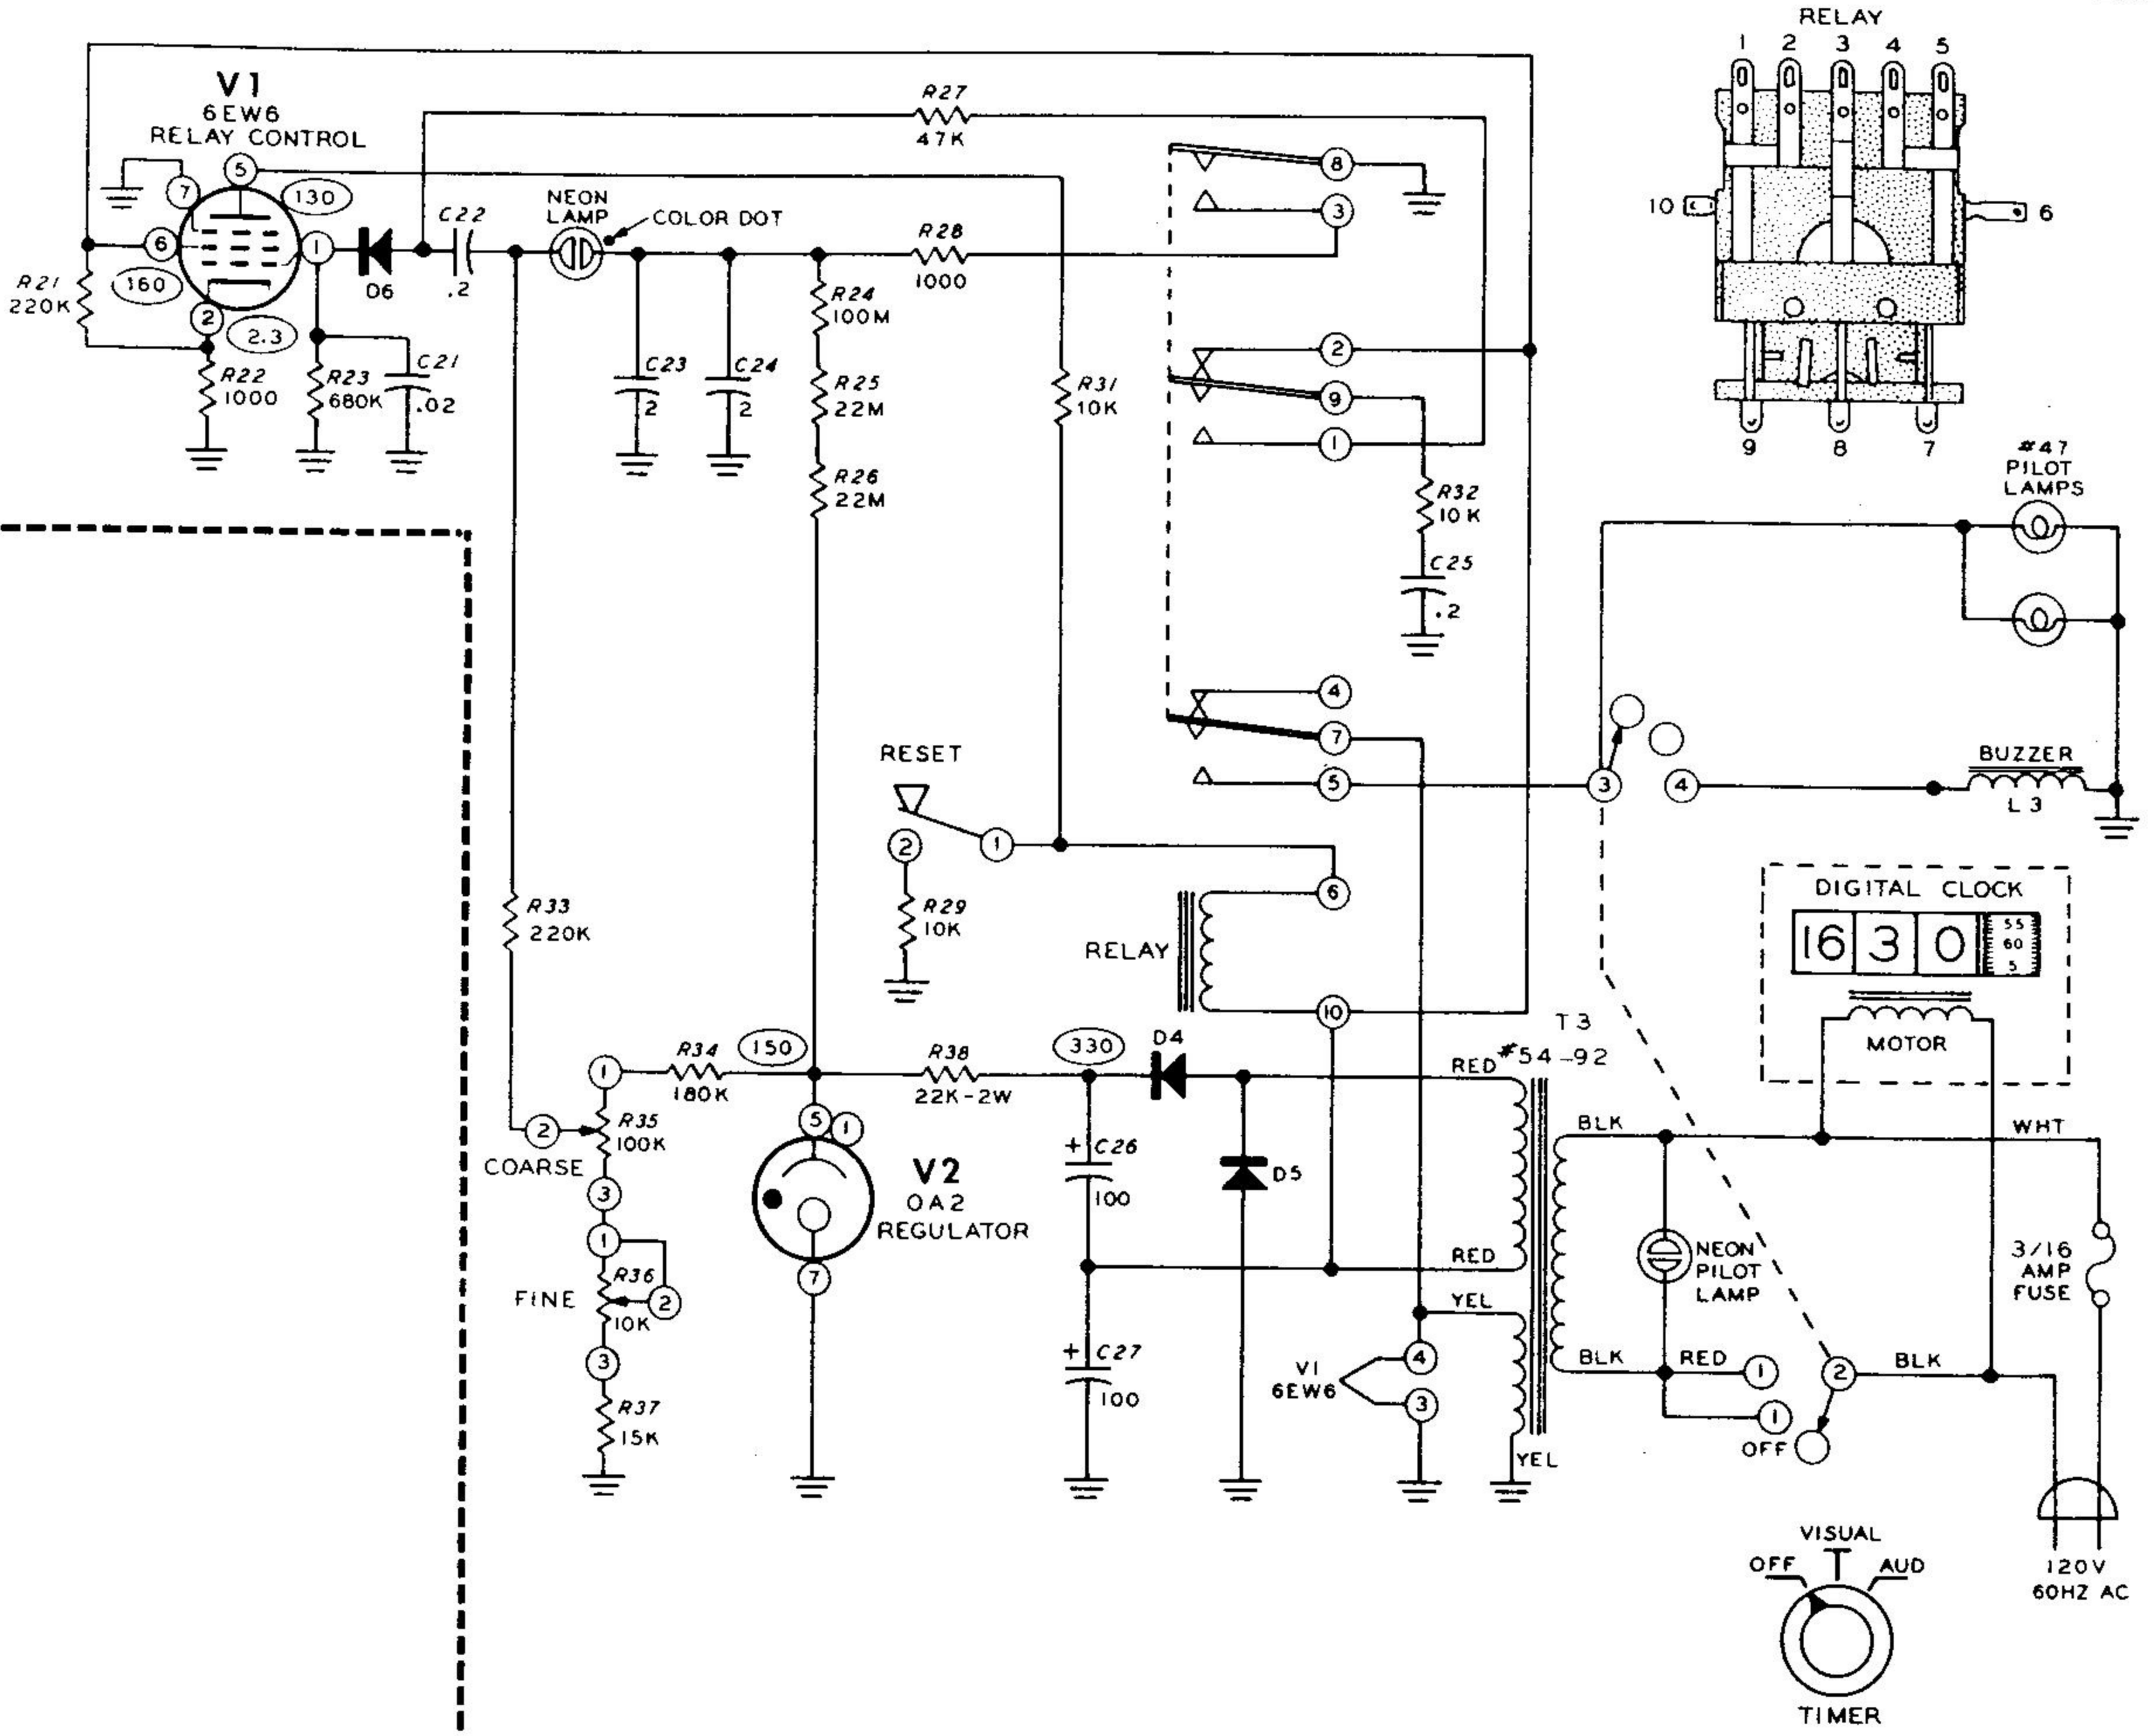 RELAY
1 2 3 4 5
10
6
9 8 7
V1
6EW6
RELAY CONTROL
5
7
130
6
1
160
2
2.3
R21
220K
R22
1000
R23
680K
C21
.02
D6
C22
.2
NEON
LAMP
COLOR DOT
R27
47K
R28
1000
C23
2
C24
2
R24
100M
R25
22M
R26
22M
R31
10K
8
3
2
9
1
R32
10K
C25
.2
4
7
5
#47
PILOT
LAMPS
3
4
BUZZER
L3
RESET
2
1
R29
10K
RELAY
6
10
R33
220K
DIGITAL CLOCK
16 3 0
55
60
5
MOTOR
1
R34
180K
150
R38
22K-2W
330
D4
T3
#54-92
RED
2
R35
100K
COARSE
3
1
R36
10K
FINE
2
3
R37
15K
5
1
V2
OA2
REGULATOR
7
+
C26
100
D5
RED
YEL
+
C27
100
V1
6EW6
4
3
YEL
BLK
WHT
NEON
PILOT
LAMP
3/16
AMP
FUSE
BLK
RED
1
2
BLK
1
OFF
120V
60HZ AC
VISUAL
OFF
AUD
TIMER